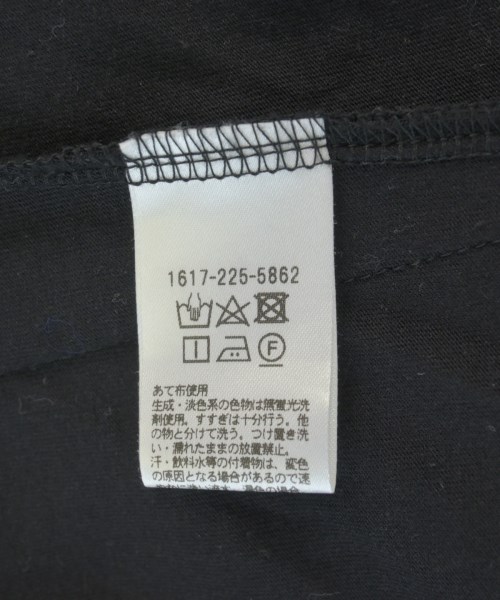 1617-225-5862
F
あて布使用
生成・淡色系の色物は無蛍光洗
剤使用。すすぎは十分行う。他
の物と分けて洗う。つけ置き洗
い・濡れたままの放置禁止。
汗・飲料水等の付着物は、変色
の原因となる場合があるので速